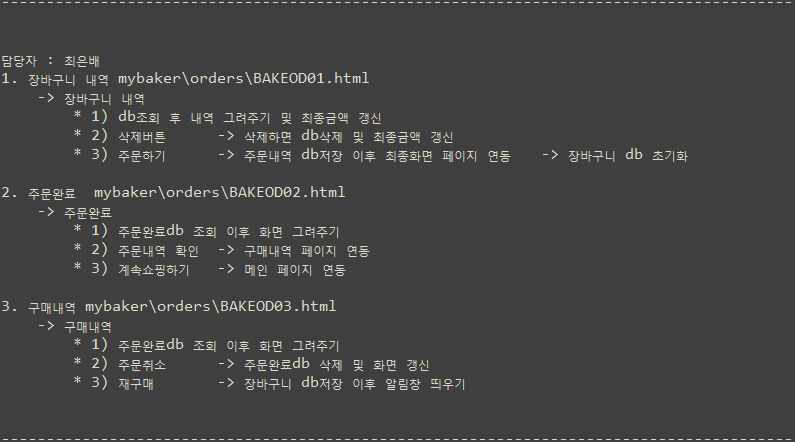 담당자 : 최은배
1. 장바구니 내역 mybaker\orders\BAKEOD01.html
-> 장바구니 내역
* 1) db조회 후 내역 그려주기 및 최종금액 갱신
* 2) 삭제버튼 -> 삭제하면 db삭제 및 최종금액 갱신
* 3) 주문하기 -> 주문내역 db저장 이후 최종화면 페이지 연동 -> 장바구니 db 초기화
2. 주문완료 mybaker\orders\BAKEOD02.html
-> 주문완료
* 1) 주문완료db 조회 이후 화면 그려주기
* 2) 주문내역 확인 -> 구매내역 페이지 연동
* 3) 계속쇼핑하기 -> 메인 페이지 연동
3. 구매내역 mybaker\orders\BAKEOD03.html
-> 구매내역
* 1) 주문완료db 조회 이후 화면 그려주기
* 2) 주문취소 -> 주문완료db 삭제 및 화면 갱신
* 3) 재구매 -> 장바구니 db저장 이후 알림창 띄우기